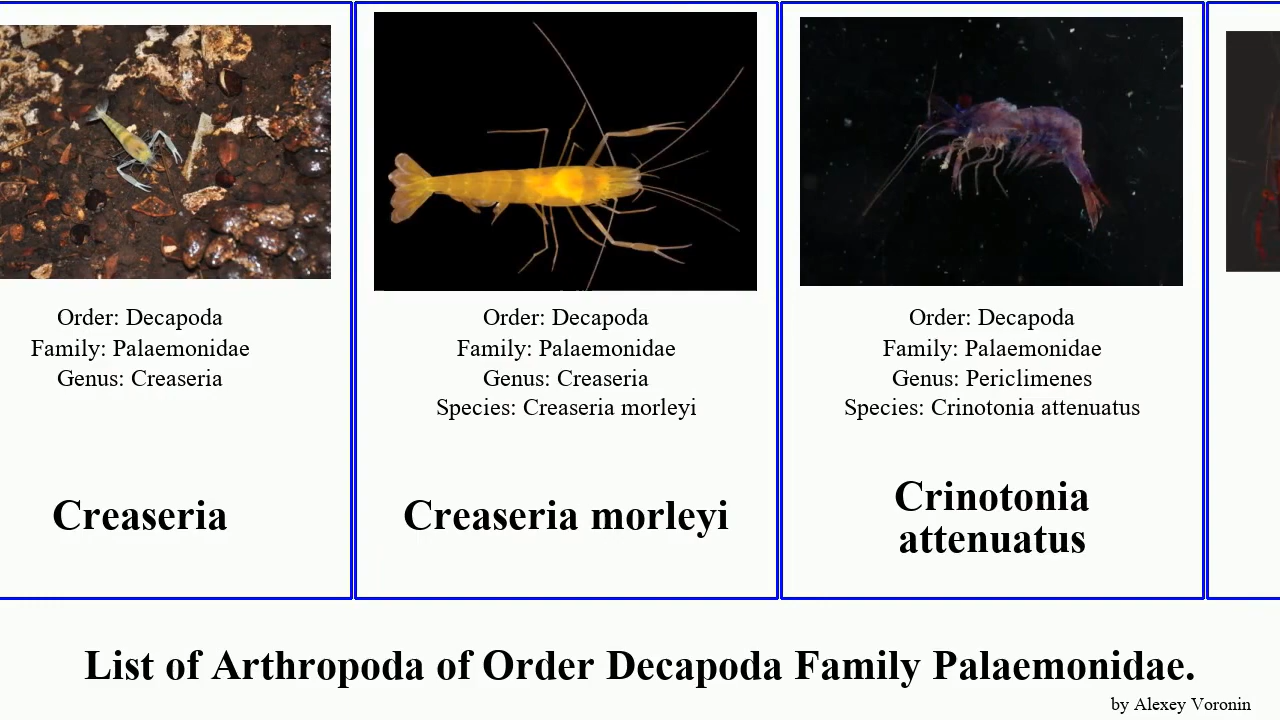 Order: Decapoda
Family: Palaemonidae
Genus: Creaseria
Creaseria
Order: Decapoda
Family: Palaemonidae
Genus: Creaseria
Species: Creaseria morleyi
Creaseria morleyi
Order: Decapoda
Family: Palaemonidae
Genus: Periclimenes
Species: Crinotonia attenuatus
Crinotonia
attenuatus
List of Arthropoda of Order Decapoda Family Palaemonidae.
by Alexey Voronin